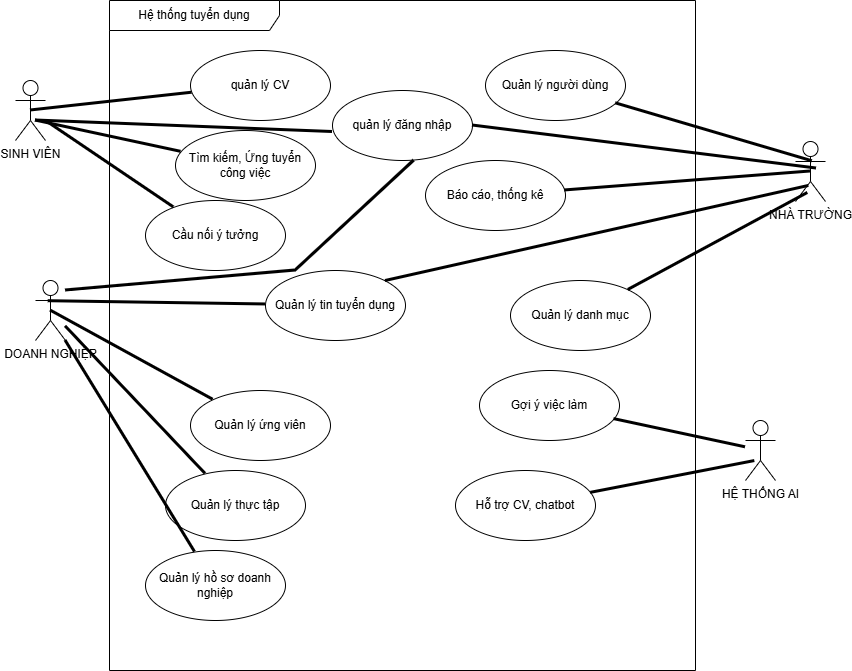 Hệ thống tuyển dụng
quản lý CV
Quản lý người dùng
quản lý đăng nhập
SINH VIÊN
Tìm kiếm, Ứng tuyển
công việc
Báo cáo, thống kê
NHÀ TRƯỜNG
Cầu nối ý tưởng
Quản lý tin tuyển dụng
Quản lý danh mục
DOANH NGHIỆP
Gợi ý việc làm
Quản lý ứng viên
HỆ THỐNG AI
Quản lý thực tập
Hỗ trợ CV, chatbot
Quản lý hồ sơ doanh
nghiệp